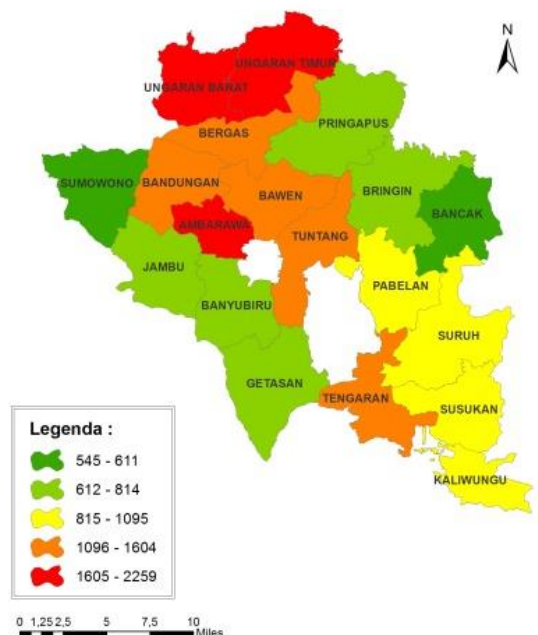 N
UNGARAN TIMUR
UNGARAN BARAT
PRINGAPUS
BERGAS
SUMOWONO
BANDUNGAN
BAWEN
BRINGIN
BANCAK
AMBARAWA
TUNTANG
JAMBU
PABELAN
BANYUBIRU
SURUH
GETASAN
TENGARAN
SUSUKAN
KALIWUNGU
Legenda :
545 - 611
612 - 814
815 - 1095
1096 - 1604
1605 - 2259
0 1,25 2,5 5 7,5 10
Miles